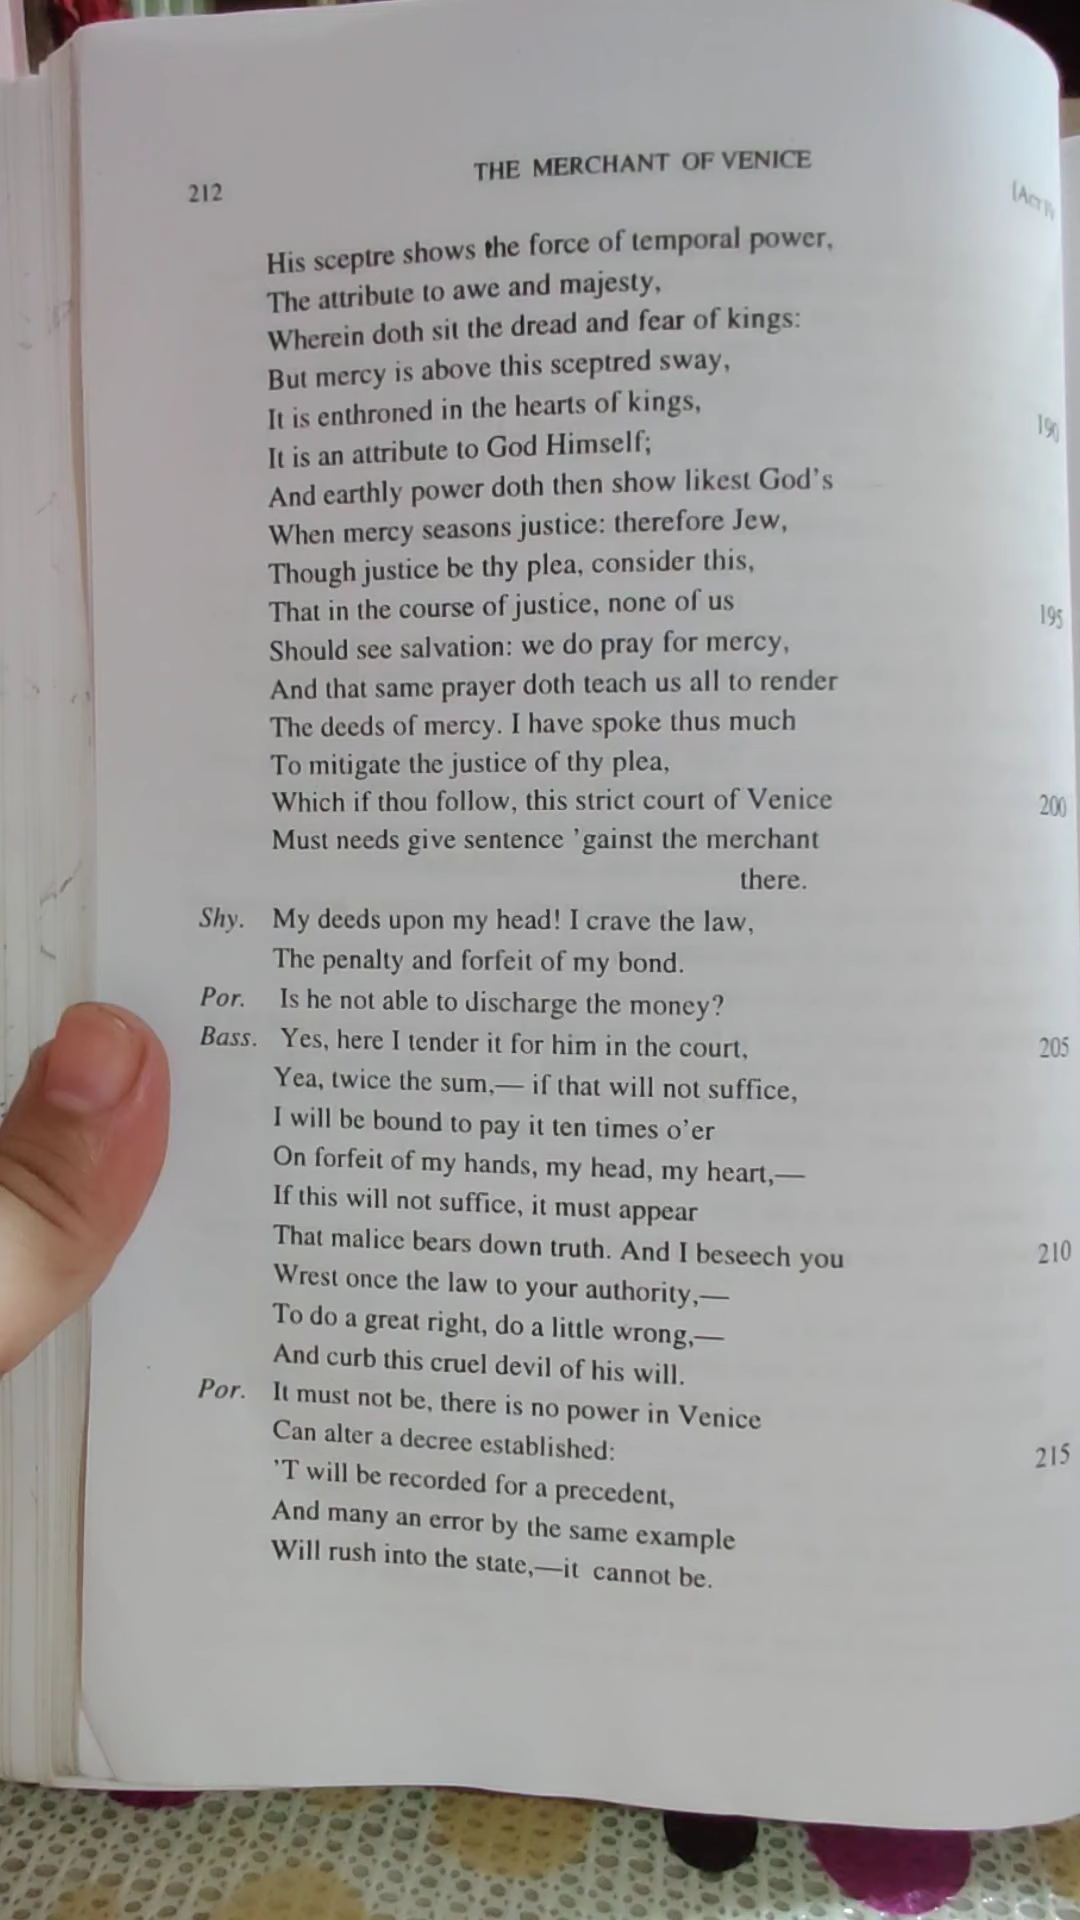 212
THE MERCHANT OF VENICE
[Act IV
His sceptre shows the force of temporal power,
The attribute to awe and majesty,
Wherein doth sit the dread and fear of kings:
But mercy is above this sceptred sway,
It is enthroned in the hearts of kings,
190
It is an attribute to God Himself;
And earthly power doth then show likest God's
When mercy seasons justice: therefore Jew,
Though justice be thy plea, consider this,
That in the course of justice, none of us
195
Should see salvation: we do pray for mercy,
And that same prayer doth teach us all to render
The deeds of mercy. I have spoke thus much
To mitigate the justice of thy plea,
Which if thou follow, this strict court of Venice
200
Must needs give sentence 'gainst the merchant
there.
Shy. My deeds upon my head! I crave the law,
The penalty and forfeit of my bond.
Por. Is he not able to discharge the money?
Bass. Yes, here I tender it for him in the court,
205
Yea, twice the sum,— if that will not suffice,
I will be bound to pay it ten times o'er
On forfeit of my hands, my head, my heart,—
If this will not suffice, it must appear
That malice bears down truth. And I beseech you
210
Wrest once the law to your authority,—
To do a great right, do a little wrong,—
And curb this cruel devil of his will.
Por. It must not be, there is no power in Venice
Can alter a decree established:
215
'T will be recorded for a precedent,
And many an error by the same example
Will rush into the state,—it cannot be.